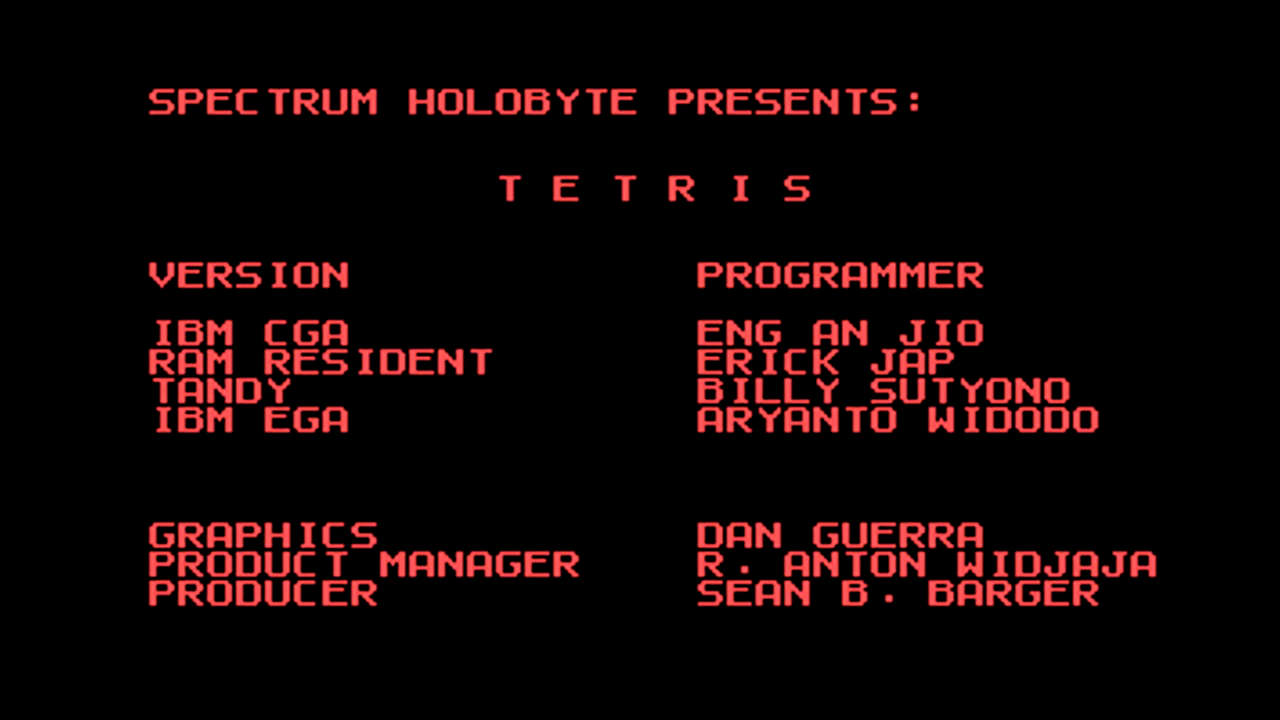 SPECTRUM HOLOBYTE PRESENTS:
T E T R I S
VERSION PROGRAMMER
IBM CGA ENG AN JIO
RAM RESIDENT ERICK JAP
TANDY BILLY SUTYONO
IBM EGA ARYANTO WIDODO
GRAPHICS DAN GUERRA
PRODUCT MANAGER R. ANTON WIDJAJA
PRODUCER SEAN B. BARGER